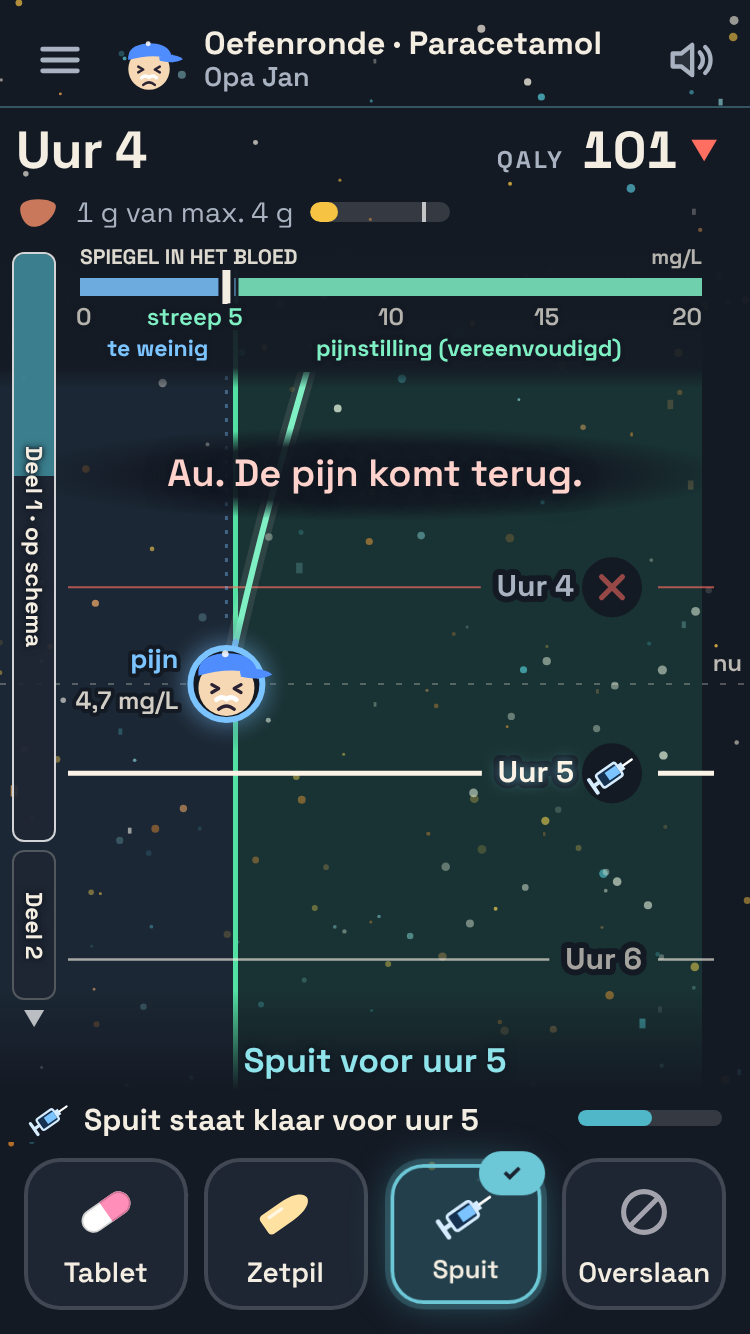 Oefenronde · Paracetamol
Opa Jan
Uur 4
QALY 101
1 g van max. 4 g
SPIEGEL IN HET BLOED mg/L
0 streep 5 10 15 20
te weinig pijnstilling (vereenvoudigd)
Au. De pijn komt terug.
Deel 1 · op schema
Uur 4
pijn
nu
4,7 mg/L
Uur 5
Deel 2
Uur 6
Spuit voor uur 5
Spuit staat klaar voor uur 5
Tablet Zetpil Spuit Overslaan